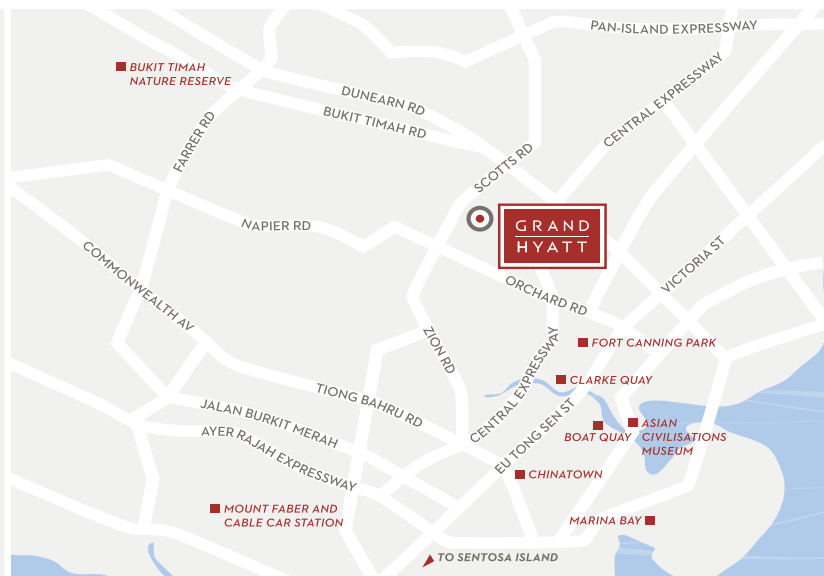 PAN-ISLAND EXPRESSWAY
BUKIT TIMAH
NATURE RESERVE
DUNEARN RD
BUKIT TIMAH RD
CENTRAL EXPRESSWAY
FARRER RD
SCOTTS RD
GRAND
HYATT
NAPIER RD
VICTORIA ST
COMMONWEALTH AV
ORCHARD RD
ZION RD
FORT CANNING PARK
CLARKE QUAY
CENTRAL EXPRESSWAY
TIONG BAHRU RD
JALAN BURKIT MERAH
EU TONG SEN ST
BOAT QUAY
ASIAN
CIVILISATIONS
MUSEUM
AYER RAJAH EXPRESSWAY
CHINATOWN
MOUNT FABER AND
CABLE CAR STATION
MARINA BAY
TO SENTOSA ISLAND